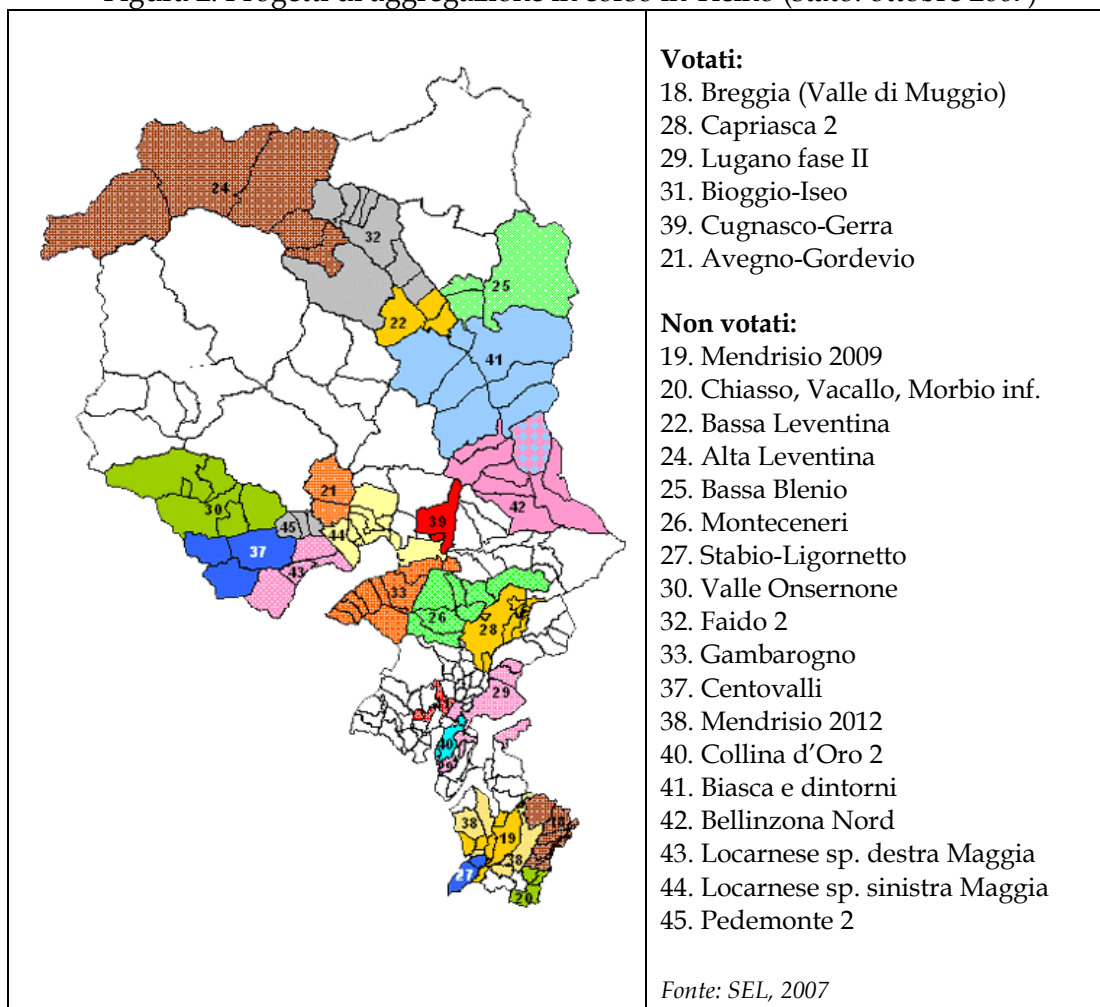 Votati:
18. Breggia (Valle di Muggio)
28. Capriasca 2
29. Lugano fase II
31. Bioggio-Iseo
39. Cugnasco-Gerra
21. Avegno-Gordevio
Non votati:
19. Mendrisio 2009
20. Chiasso, Vacallo, Morbio inf.
22. Bassa Leventina
24. Alta Leventina
25. Bassa Blenio
26. Monteceneri
27. Stabio-Ligornetto
30. Valle Onsernone
32. Faido 2
33. Gambarogno
37. Centovalli
38. Mendrisio 2012
40. Collina d'Oro 2
41. Biasca e dintorni
42. Bellinzona Nord
43. Locarnese sp. destra Maggia
44. Locarnese sp. sinistra Maggia
45. Pedemonte 2
Fonte: SEL, 2007
24
32
25
22
41
21
30
45
44
39
42
37
43
33
26
28
29
40
29
38
19
18
38
27
20